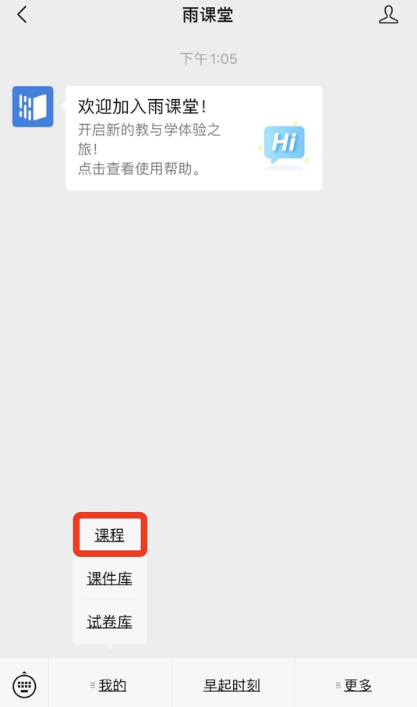 雨课堂
下午1:05
欢迎加入雨课堂！
开启新的教与学体验之
旅！
点击查看使用帮助。
Hi
课程
课件库
试卷库
我的
早起时刻
更多